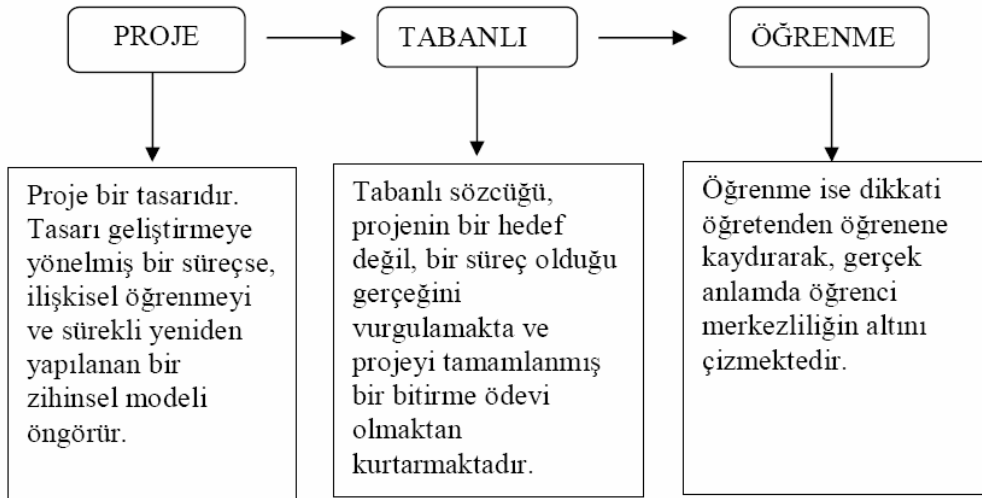 PROJE
TABANLI
ÖĞRENME
Proje bir tasarıdır.
Tasarı geliştirmeye
yönelmiş bir süreçse,
ilişkisel öğrenmeyi
ve sürekli yeniden
yapılanan bir
zihinsel modeli
öngörür.
Tabanlı sözcüğü,
projenin bir hedef
değil, bir süreç olduğu
gerçeğini
vurgulamakta ve
projeyi tamamlanmış
bir bitirme ödevi
olmaktan
kurtarmaktadır.
Öğrenme ise dikkati
öğretenden öğrenene
kaydırarak, gerçek
anlamda öğrenci
merkezliliğin altını
çizmektedir.